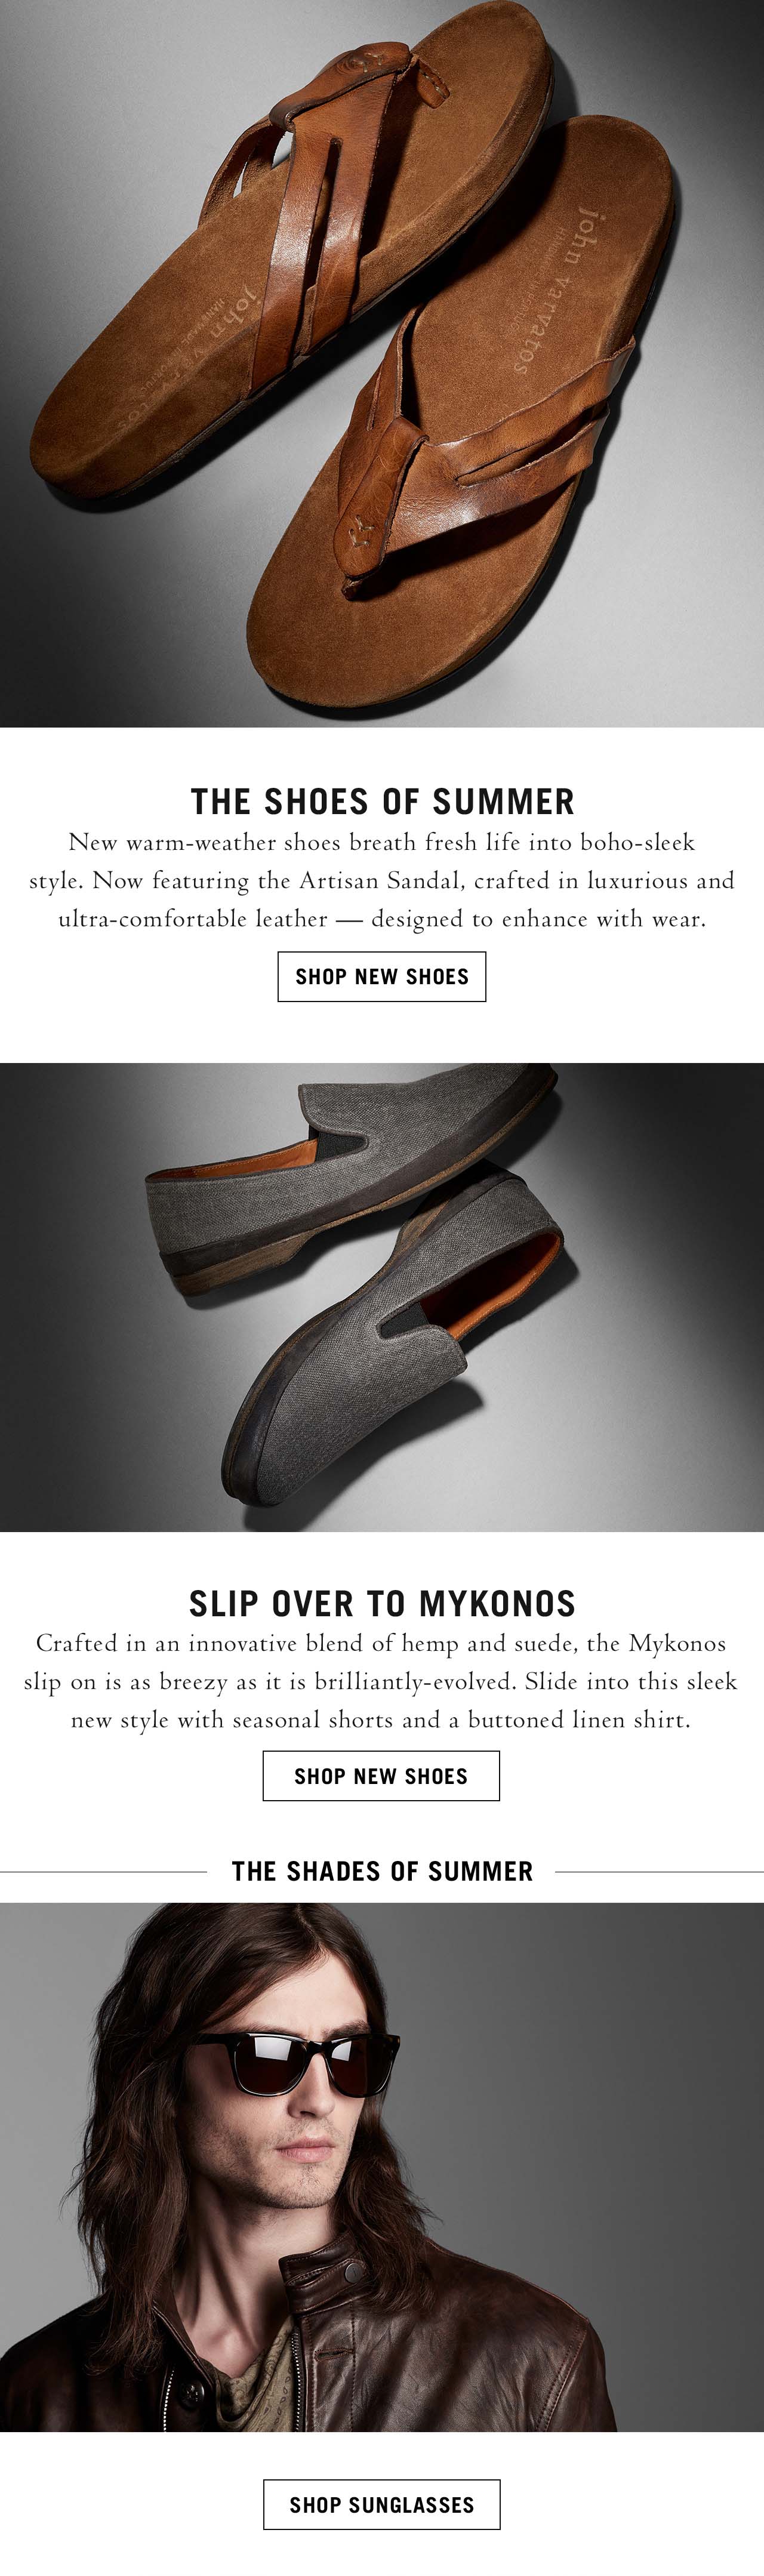 john varvatos
john varvatos
THE SHOES OF SUMMER
New warm-weather shoes breath fresh life into boho-sleek
style. Now featuring the Artisan Sandal, crafted in luxurious and
ultra-comfortable leather — designed to enhance with wear.
SHOP NEW SHOES
SLIP OVER TO MYKONOS
Crafted in an innovative blend of hemp and suede, the Mykonos
slip on is as breezy as it is brilliantly-evolved. Slide into this sleek
new style with seasonal shorts and a buttoned linen shirt.
SHOP NEW SHOES
THE SHADES OF SUMMER
SHOP SUNGLASSES